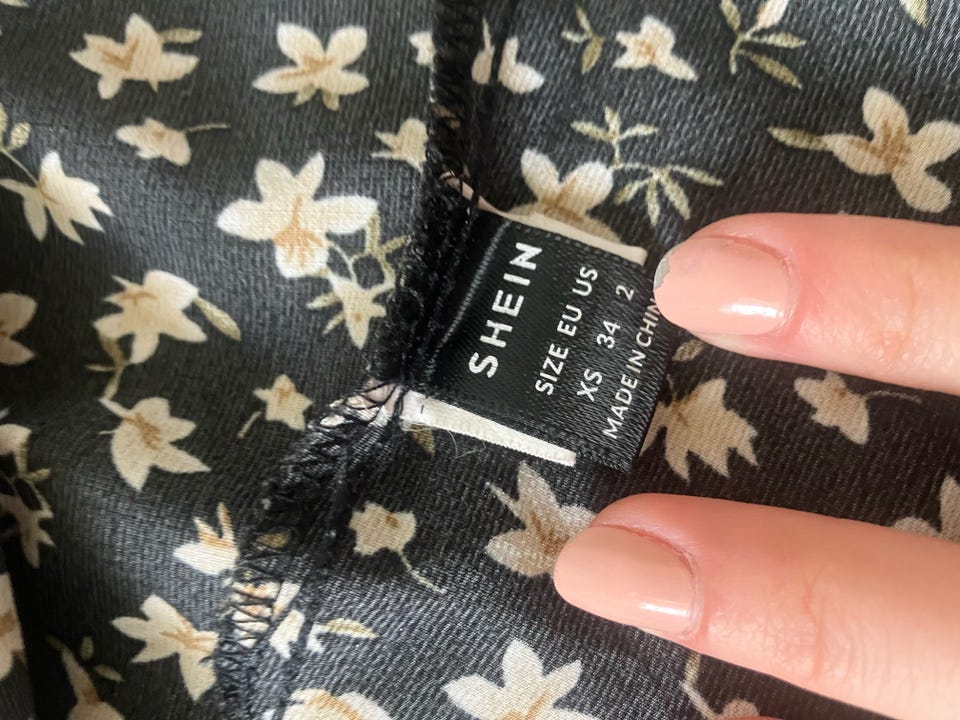 SHEIN
SIZE EU US
XS 34 2
MADE IN CHIN